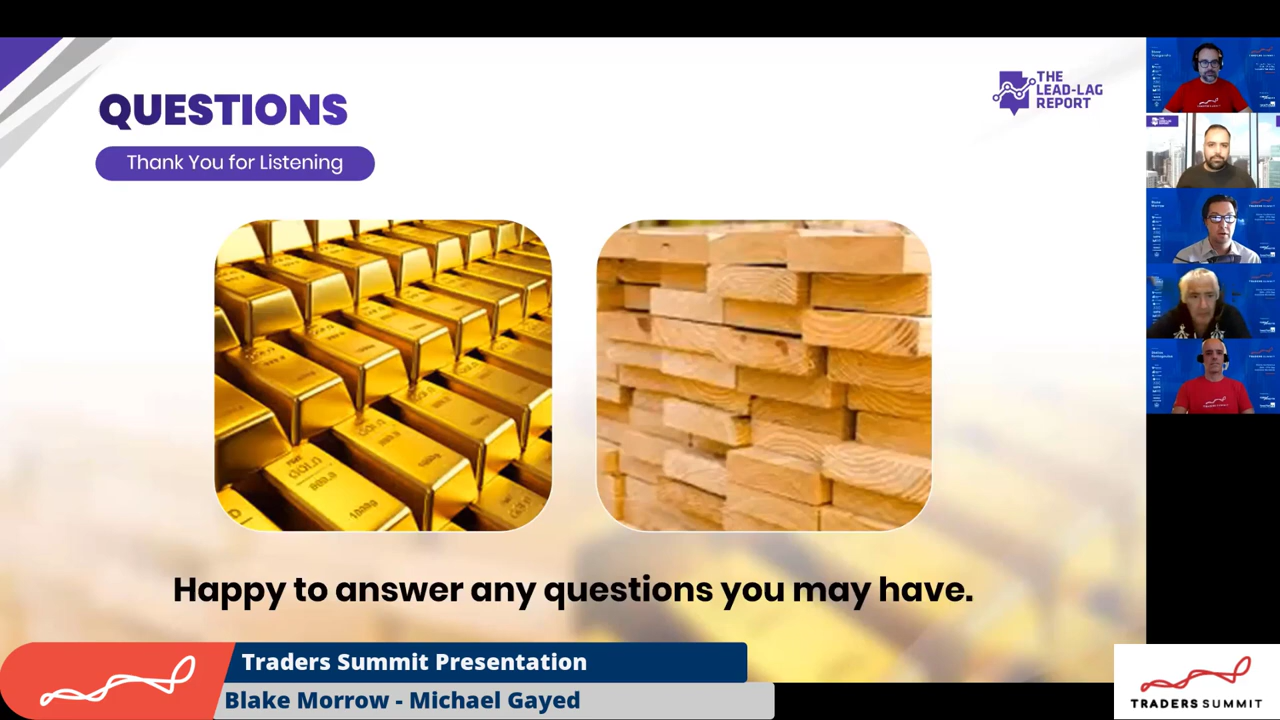 QUESTIONS
Thank You for Listening
THE
LEAD-LAG
REPORT
Happy to answer any questions you may have.
Traders Summit Presentation
Blake Morrow - Michael Gayed
TRADERS SUMMIT